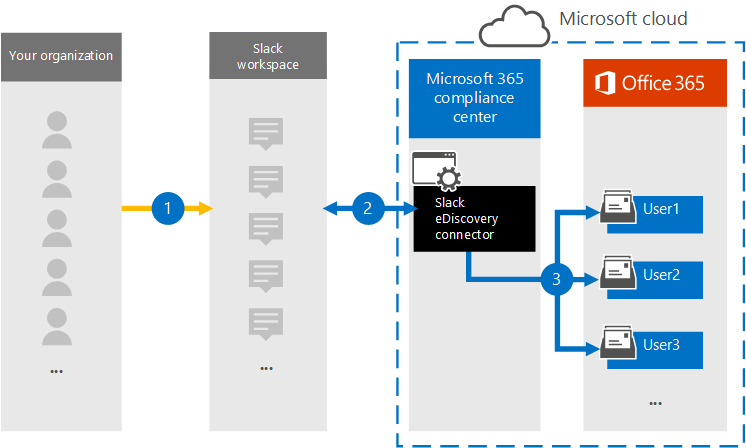 Microsoft cloud
Your organization
Slack
workspace
Microsoft 365
compliance
center
Office 365
1
2
Slack
eDiscovery
connector
3
User1
User2
User3
...
...
...